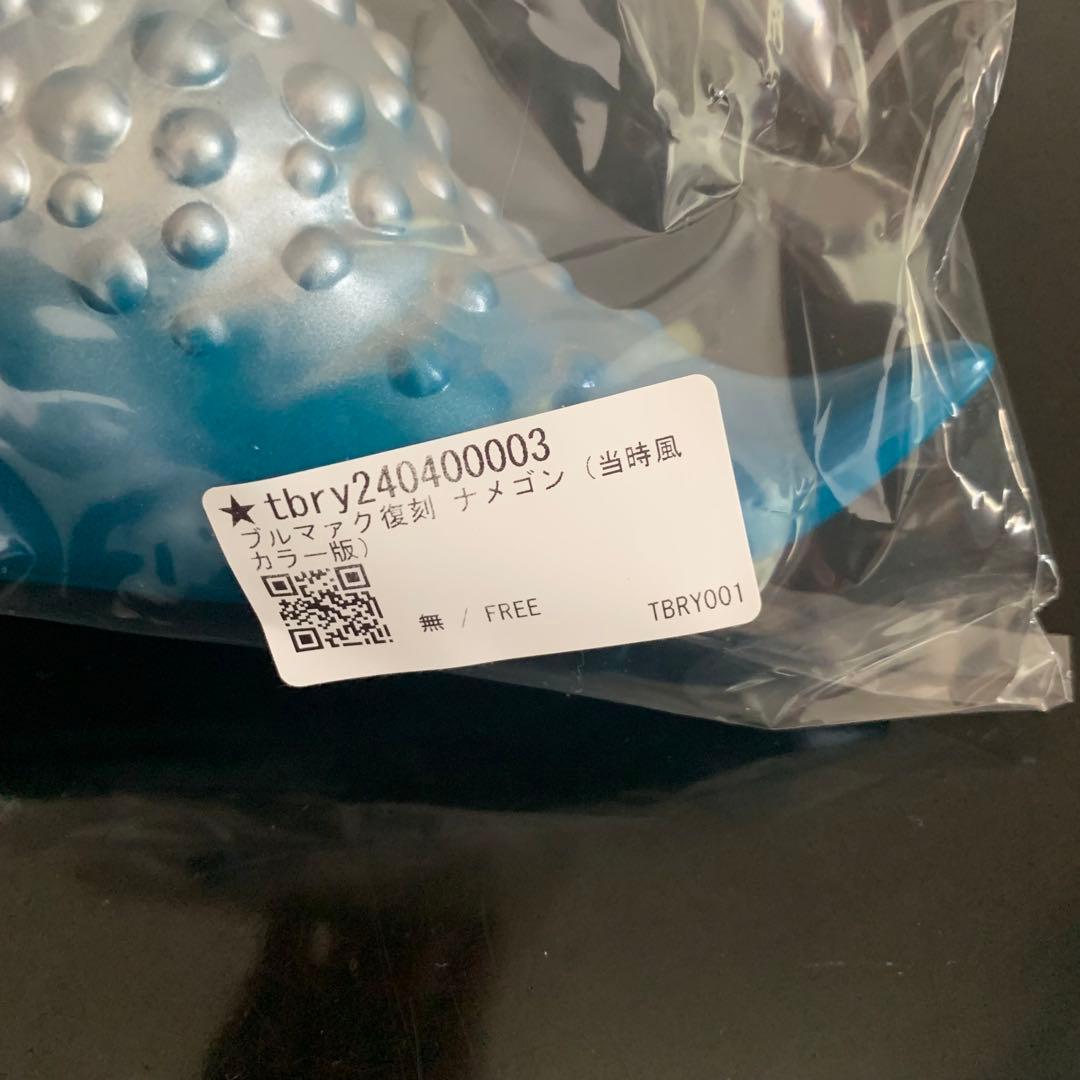 ★tbry240400003
ブルマァク復刻 ナメゴン（当時風
カラー版）
無 / FREE
TBRY001